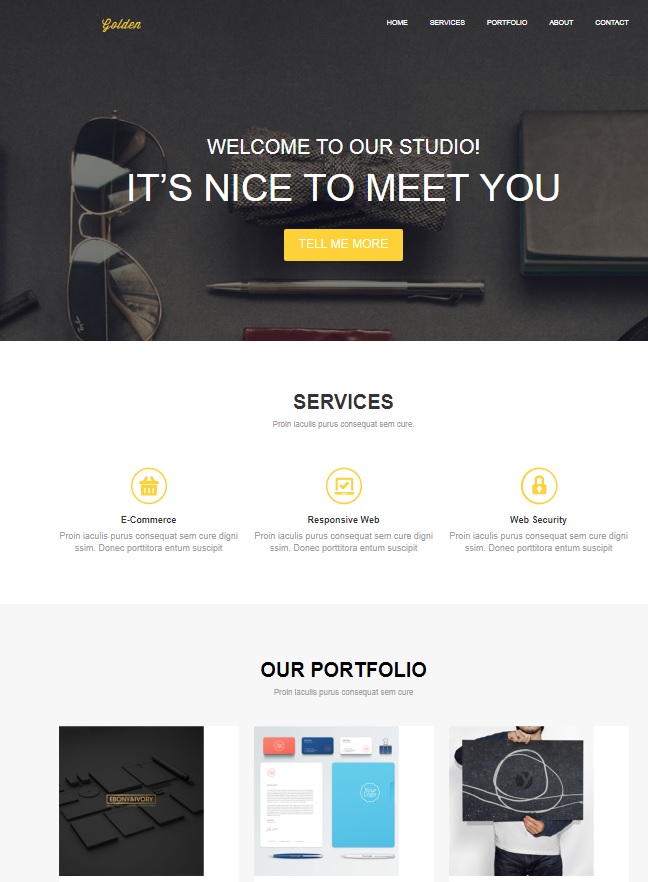 Golden
HOME SERVICES PORTFOLIO ABOUT CONTACT
WELCOME TO OUR STUDIO!
IT’S NICE TO MEET YOU
TELL ME MORE
SERVICES
Proin iaculis purus consequat sem cure.
E-Commerce
Proin iaculis purus consequat sem cure digni
ssim. Donec porttitora entum suscipit
Responsive Web
Proin iaculis purus consequat sem cure digni
ssim. Donec porttitora entum suscipit
Web Security
Proin iaculis purus consequat sem cure digni
ssim. Donec porttitora entum suscipit
OUR PORTFOLIO
Proin iaculis purus consequat sem cure
EBONY&IVORY
Your
Logo